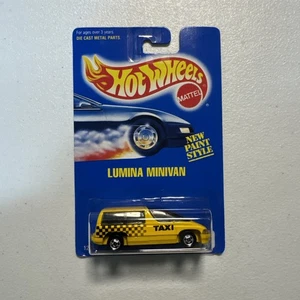 For ages over 3 years
DIE CAST METAL PARTS
Hot Wheels
MATTEL
NEW
PAINT
STYLE
LUMINA MINIVAN
TAXI